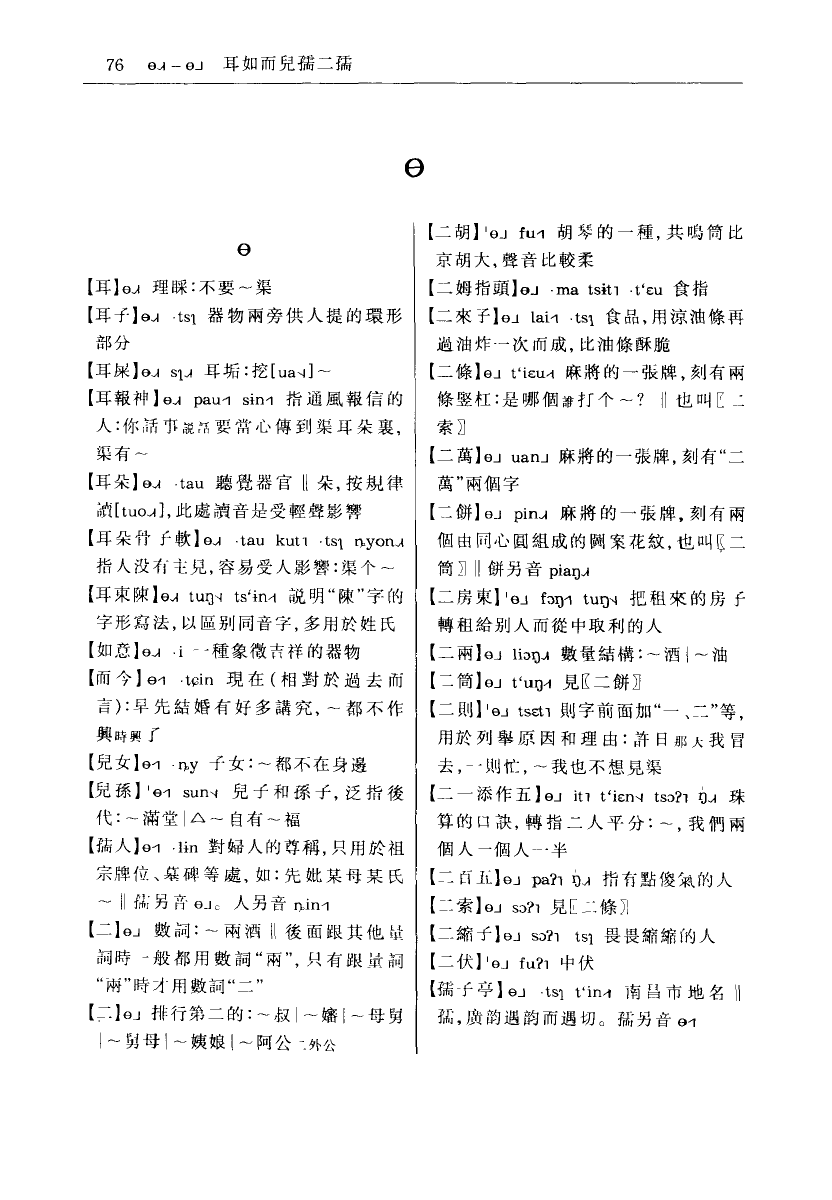 76 ɵ˩˧ – ɵ˩ 耳如而兒孺二孺
ɵ
ɵ
【耳】ɵ˩˧ 理睬:不要～渠
【耳子】ɵ˩˧ ·tsɿ 器物兩旁供人提的環形
部分
【耳屎】ɵ˩˧ sɿ˩˧ 耳垢:挖[ua]～
【耳報神】ɵ˩˧ pau sin 指通風報信的
人:你話事説話要當心傳到渠耳朵裏,
渠有～
【耳朵】ɵ˩˧ ·tau 聽覺器官‖朵,按規律
讀[tuo˩˧],此處讀音是受輕聲影響
【耳朵骨子軟】ɵ˩˧ ·tau kut ·tsɿ ȵyon˩˧
指人没有主見,容易受人影響:渠个～
【耳東陳】ɵ˩˧ tuŋ ts‘in 説明“陳”字的
字形寫法,以區别同音字,多用於姓氏
【如意】ɵ˩˧ ·i 一種象徵吉祥的器物
【而今】ɵ ·tɕin 現在(相對於過去而
言):早先結婚有好多講究,～都不作
興時興了
【兒女】ɵ ·ȵy 子女:～都不在身邊
【兒孫】'ɵ sun 兒子和孫子,泛指後
代:～滿堂|△～自有～福
【孺人】ɵ ·lin 對婦人的尊稱,只用於祖
宗牌位、墓碑等處,如:先妣某母某氏
～‖孺另音 ɵ˩。人另音 ȵin
【二】ɵ˩ 數詞:～兩酒‖後面跟其他量
詞時一般都用數詞“兩”,只有跟量詞
“兩”時才用數詞“二”
【二】ɵ˩ 排行第二的:～叔|～嬸|～母舅
|～舅母|～姨娘|～阿公二外公
【二胡】'ɵ˩ fu 胡琴的一種,共鳴筒比
京胡大,聲音比較柔
【二姆指頭】ɵ˩ ·ma tsɨt ·t‘ɛu 食指
【二來子】ɵ˩ lai ·tsɿ 食品,用涼油條再
過油炸一次而成,比油條酥脆
【二條】ɵ˩ t‘iɛu 麻將的一張牌,刻有兩
條竪杠:是哪個誰打个～?‖也叫〖二
索〗
【二萬】ɵ˩ uan˩ 麻將的一張牌,刻有“二
萬”兩個字
【二餅】ɵ˩ pin˩˧ 麻將的一張牌,刻有兩
個由同心圓組成的圖案花紋,也叫〖二
筒〗‖餅另音 piaŋ˩˧
【二房東】'ɵ˩ fɔŋ tuŋ 把租來的房子
轉租給别人而從中取利的人
【二兩】ɵ˩ liɔŋ˩˧ 數量結構:～酒|～油
【二筒】ɵ˩ t‘uŋ 見〖二餅〗
【二則】'ɵ˩ tsɛt 則字前面加“一、二”等,
用於列舉原因和理由:許日那天我冒
去,一則忙,～我也不想見渠
【二一添作五】ɵ˩ it t‘iɛn tsɔʔ ŋ̍˩˧ 珠
算的口訣,轉指二人平分:～,我們兩
個人一個人一半
【二百五】ɵ˩ paʔ ŋ̍˩˧ 指有點傻氣的人
【二索】ɵ˩ sɔʔ 見〖二條〗
【二縮子】ɵ˩ sɔʔ tsɿ 畏畏縮縮的人
【二伏】'ɵ˩ fuʔ 中伏
【孺子亭】ɵ˩ ·tsɿ t‘in 南昌市地名‖
孺,廣韵遇韵而遇切。孺另音 ɵ